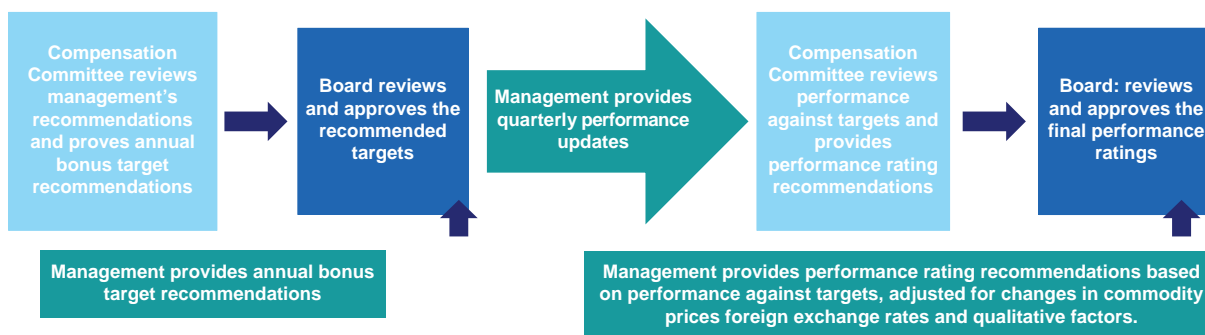 Compensation
Committee reviews
management's
recommendations
and proves annual
bonus target
recommendations
Board reviews
and approves the
recommended
targets
Management provides
quarterly performance
updates
Compensation
Committee reviews
performance
against targets and
provides
performance rating
recommendations
Board: reviews
and approves the
final performance
ratings
Management provides annual bonus
target recommendations
Management provides performance rating recommendations based
on performance against targets, adjusted for changes in commodity
prices foreign exchange rates and qualitative factors.